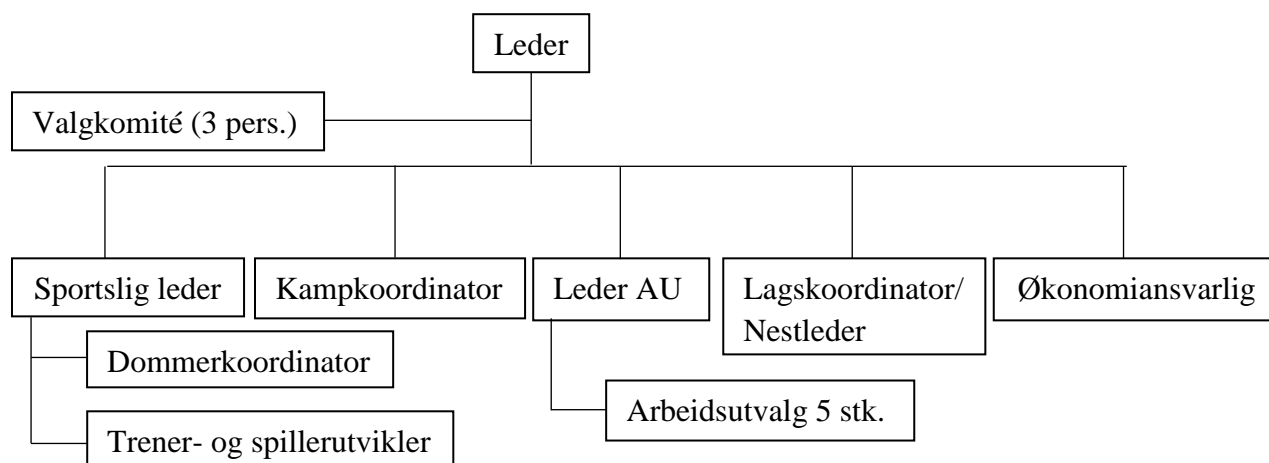 Leder
Valgkomité (3 pers.)
Sportslig leder
Kampkoordinator
Leder AU
Lagskoordinator/
Nestleder
Økonomiansvarlig
Dommerkoordinator
Arbeidsutvalg 5 stk.
Trener- og spillerutvikler